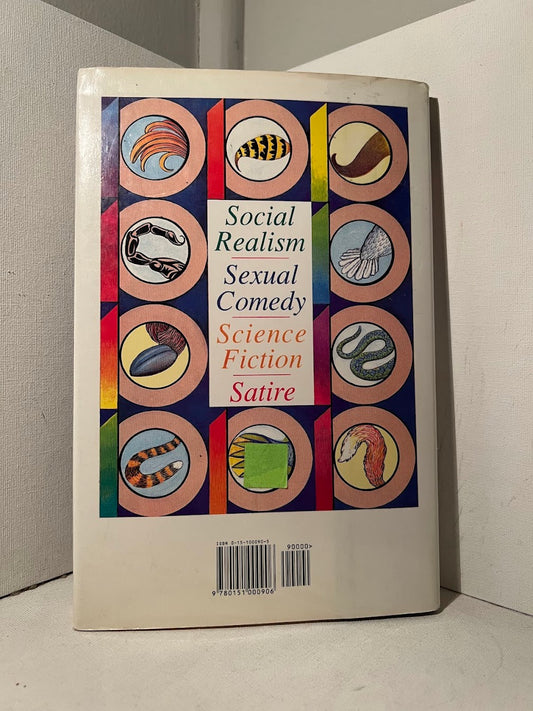 Social
Realism
Sexual
Comedy
Science
Fiction
Satire
ISBN 0-15-100090-5
90000>
9 780151 000906